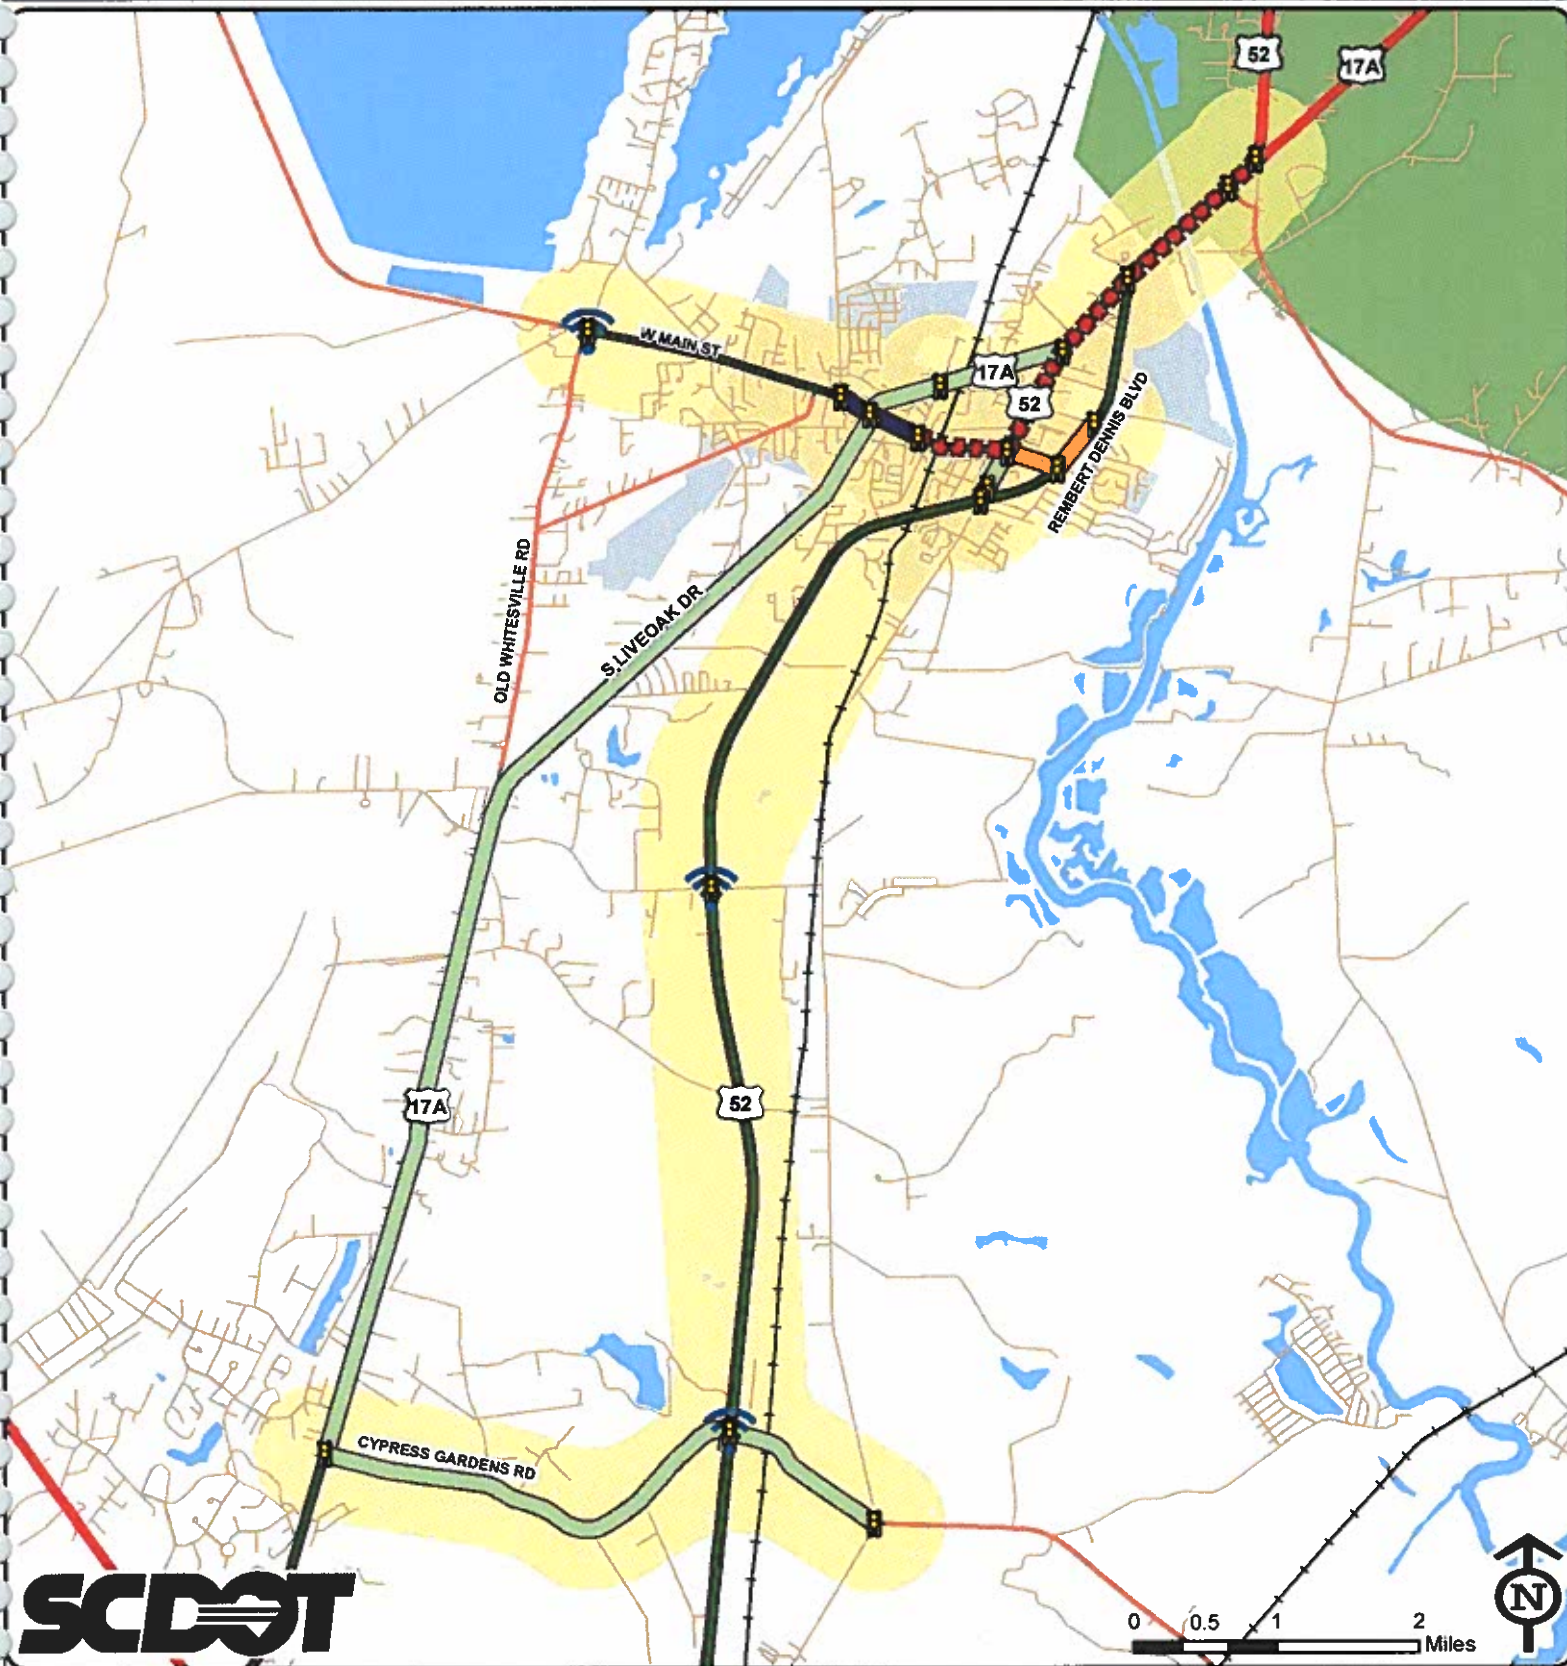 52
17A
W MAIN ST
17A
52
REMBERT DENNIS BLVD
OLD WHITESVILLE RD
S LIVEOAK DR
17A
52
CYPRESS GARDENS RD
SCDOT
0 0.5 1 2
Miles
N